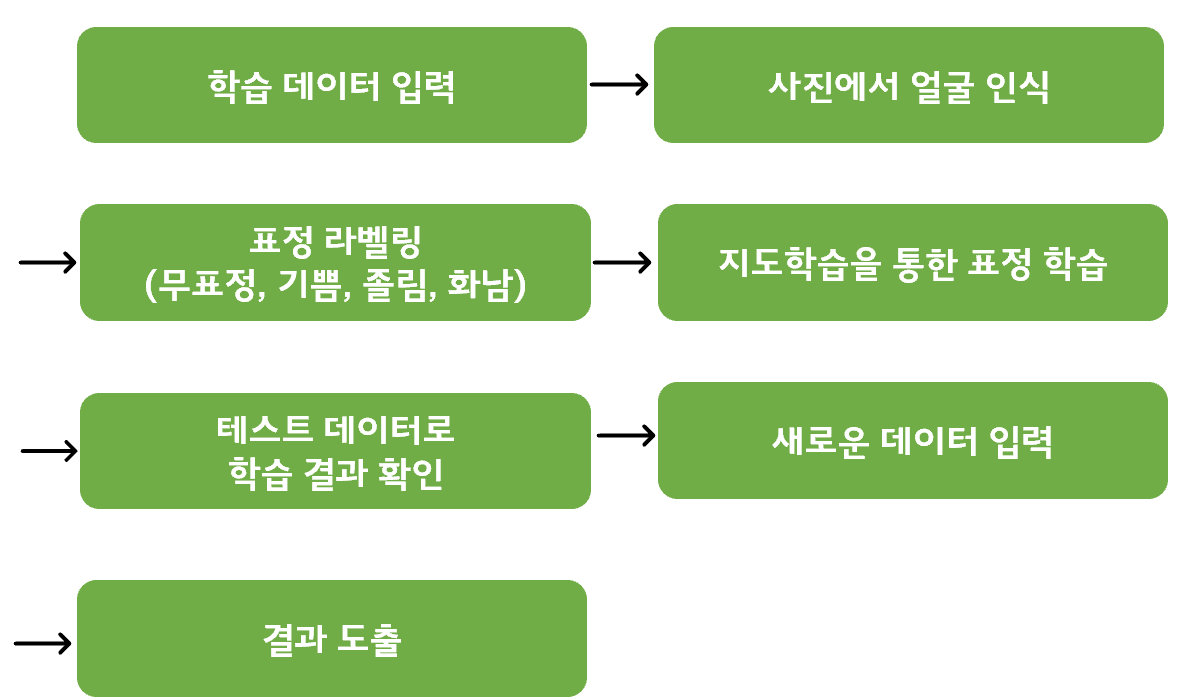 학습 데이터 입력
사진에서 얼굴 인식
표정 라벨링
(무표정, 기쁨, 졸림, 화남)
지도학습을 통한 표정 학습
테스트 데이터로
학습 결과 확인
새로운 데이터 입력
결과 도출